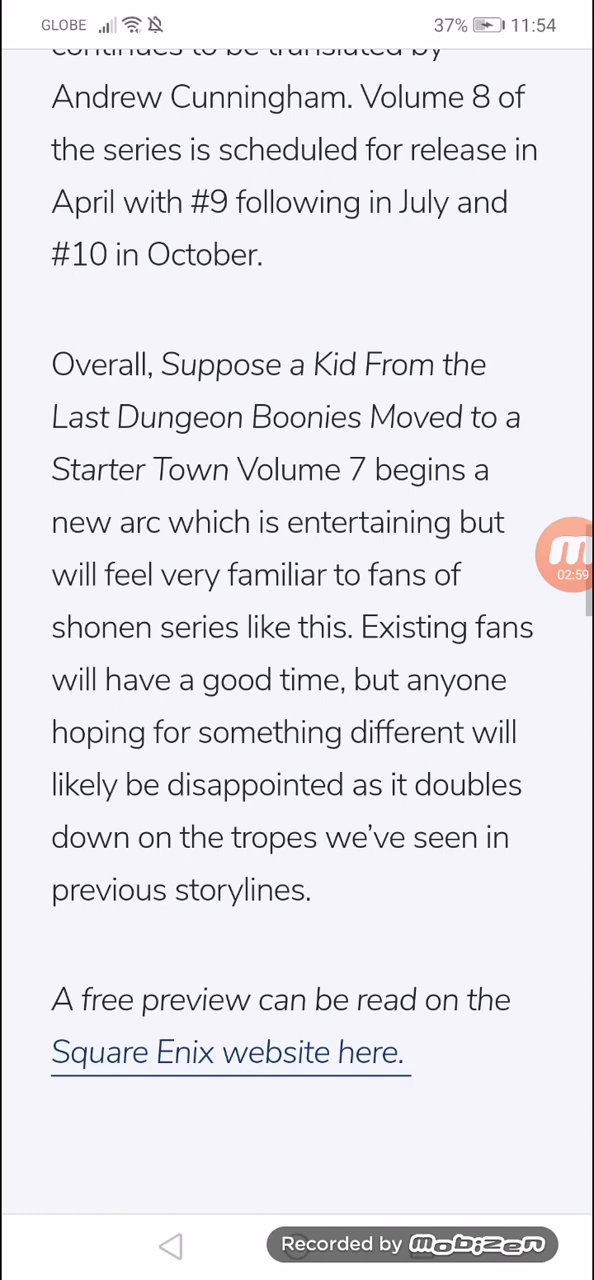 GLOBE 37% 11:54
continues to be translated by
Andrew Cunningham. Volume 8 of
the series is scheduled for release in
April with #9 following in July and
#10 in October.
Overall, Suppose a Kid From the
Last Dungeon Boonies Moved to a
Starter Town Volume 7 begins a
new arc which is entertaining but
will feel very familiar to fans of
shonen series like this. Existing fans
will have a good time, but anyone
hoping for something different will
likely be disappointed as it doubles
down on the tropes we’ve seen in
previous storylines.
A free preview can be read on the
Square Enix website here.
m
02:59
Recorded by mobizen